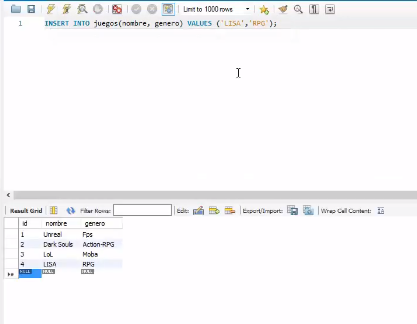 Limit to 1000 rows
1 INSERT INTO juegos(nombre, genero) VALUES ('LISA','RPG');
Result Grid Filter Rows: Edit: Export/Import: Wrap Cell Content:
id nombre genero
1 Unreal Fps
2 Dark Souls Action-RPG
3 LoL Moba
4 LISA RPG
NULL NULL NULL